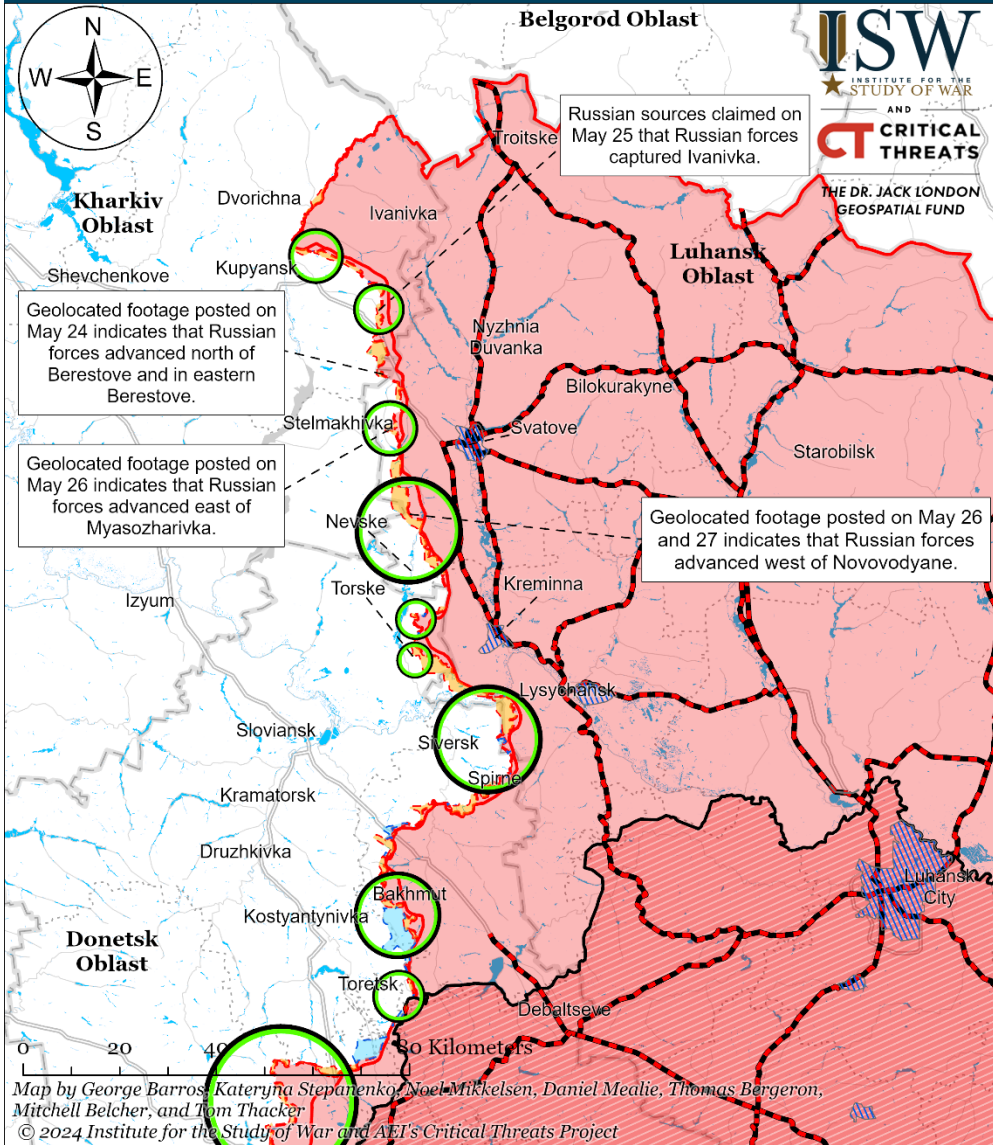 Belgorod Oblast
N
W E
S
ISW
INSTITUTE FOR THE
STUDY OF WAR
AND
CT CRITICAL
THREATS
THE DR. JACK LONDON
GEOSPATIAL FUND
Russian sources claimed on
May 25 that Russian forces
captured Ivanivka.
Troitske
Dvorichna
Kharkiv
Oblast
Ivanivka
Luhansk
Oblast
Kupyansk
Shevchenkove
Geolocated footage posted on
May 24 indicates that Russian
forces advanced north of
Berestove and in eastern
Berestove.
Nyzhnia
Duvanka
Bilokurakyne
Stelmakhivka
Svatove
Starobilsk
Geolocated footage posted on
May 26 indicates that Russian
forces advanced east of
Myasozharivka.
Nevske
Geolocated footage posted on May 26
and 27 indicates that Russian forces
advanced west of Novovodyane.
Torske
Kreminna
Izyum
Lysychansk
Sloviansk
Siversk
Spirne
Kramatorsk
Druzhkivka
Luhansk
City
Bakhmut
Kostyantynivka
Donetsk
Oblast
Toretsk
Debaltseve
0 20 40 80 Kilometers
Map by George Barros, Kateryna Stepanenko, Noel Mikkelsen, Daniel Mealie, Thomas Bergeron,
Mitchell Belcher, and Tom Thacker
© 2024 Institute for the Study of War and AEI's Critical Threats Project